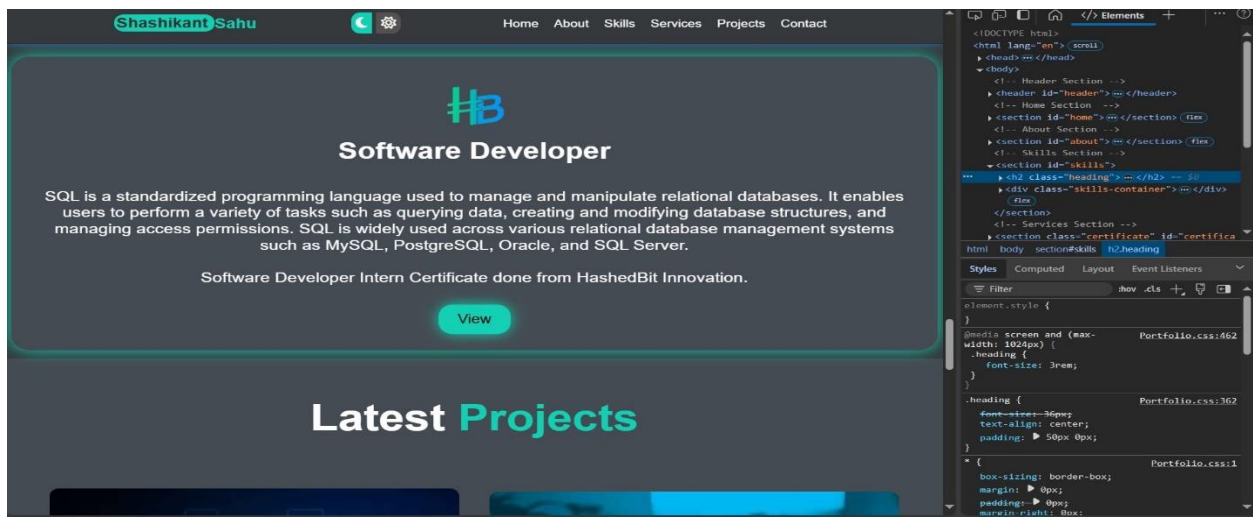 Shashikant Sahu
Home About Skills Services Projects Contact
HB
Software Developer
SQL is a standardized programming language used to manage and manipulate relational databases. It enables
users to perform a variety of tasks such as querying data, creating and modifying database structures, and
managing access permissions. SQL is widely used across various relational database management systems
such as MySQL, PostgreSQL, Oracle, and SQL Server.
Software Developer Intern Certificate done from HashedBit Innovation.
View
Latest Projects
</> Elements
<!DOCTYPE html>
<html lang="en"> scroll
<head> </head>
<body>
<!-- Header Section -->
<header id="header"> </header>
<!-- Home Section -->
<section id="home"> </section> flex
<!-- About Section -->
<section id="about"> </section> flex
<!-- Skills Section -->
<section id="skills">
<h2 class="heading"> </h2> == $0
<div class="skills-container"> </div>
flex
</section>
<!-- Services Section -->
<section class="certificate" id="certifica
html body section#skills h2.heading
Styles Computed Layout Event Listeners
Filter :hov .cls
element.style {
}
@media screen and (max- Portfolio.css:462
width: 1024px) {
.heading {
font-size: 3rem;
}
}
.heading { Portfolio.css:362
font-size: 36px;
text-align: center;
padding: 50px 0px;
}
* { Portfolio.css:1
box-sizing: border-box;
margin: 0px;
padding: 0px;
margin-right: 0px;